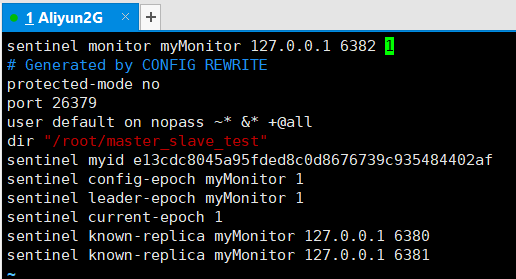 1 Aliyun2G × +
sentinel monitor myMonitor 127.0.0.1 6382 1
# Generated by CONFIG REWRITE
protected-mode no
port 26379
user default on nopass ~* &* +@all
dir "/root/master_slave_test"
sentinel myid e13cdc8045a95fded8c0d8676739c935484402af
sentinel config-epoch myMonitor 1
sentinel leader-epoch myMonitor 1
sentinel current-epoch 1
sentinel known-replica myMonitor 127.0.0.1 6380
sentinel known-replica myMonitor 127.0.0.1 6381
~